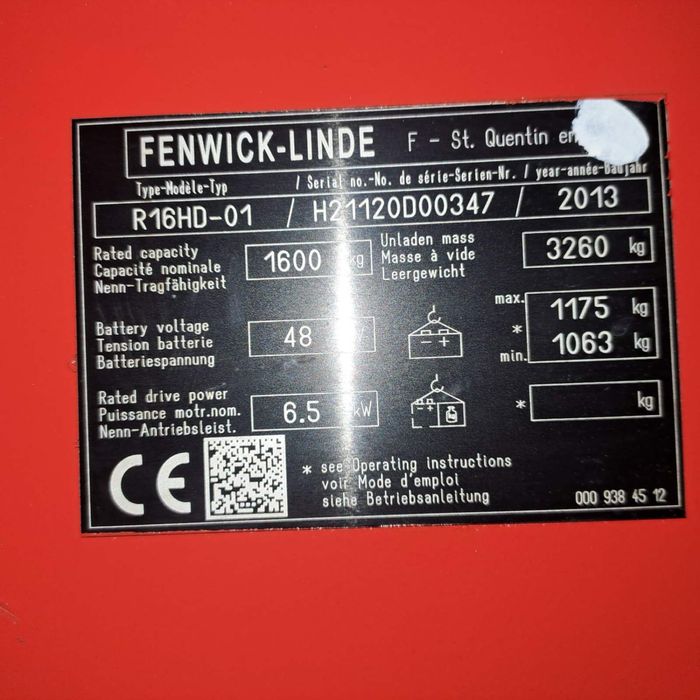 FENWICK-LINDE F - St. Quentin en
Type-Modèle-Typ / Serial no.-No. de série-Serien-Nr. / year-année-Baujahr
R16HD-01 / H21120D00347 / 2013
Rated capacity
Capacité nominale
Nenn-Tragfähigkeit
1600 kg
Unladen mass
Masse à vide
Leergewicht
3260 kg
Battery voltage
Tension batterie
Batteriespannung
48 V
- +
max. 1175 kg
*
min. 1063 kg
Rated drive power
Puissance motr.nom.
Nenn-Antriebsleist.
6.5 kW
+ -
* kg
CE
* see Operating instructions
voir Mode d'emploi
siehe Betriebsanleitung
000 938 45 12